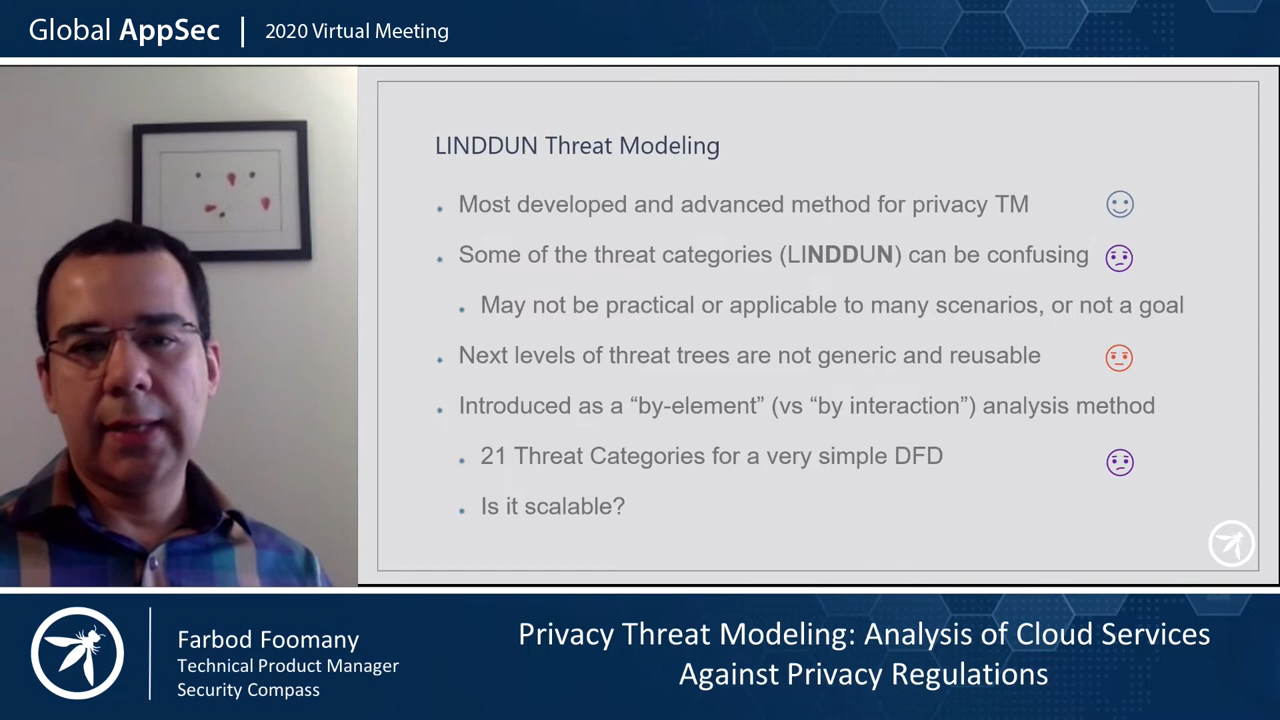 Global AppSec | 2020 Virtual Meeting
LINDDUN Threat Modeling
Most developed and advanced method for privacy TM
Some of the threat categories (LINDDUN) can be confusing
May not be practical or applicable to many scenarios, or not a goal
Next levels of threat trees are not generic and reusable
Introduced as a “by-element” (vs “by interaction”) analysis method
21 Threat Categories for a very simple DFD
Is it scalable?
Farbod Foomany
Technical Product Manager
Security Compass
Privacy Threat Modeling: Analysis of Cloud Services
Against Privacy Regulations